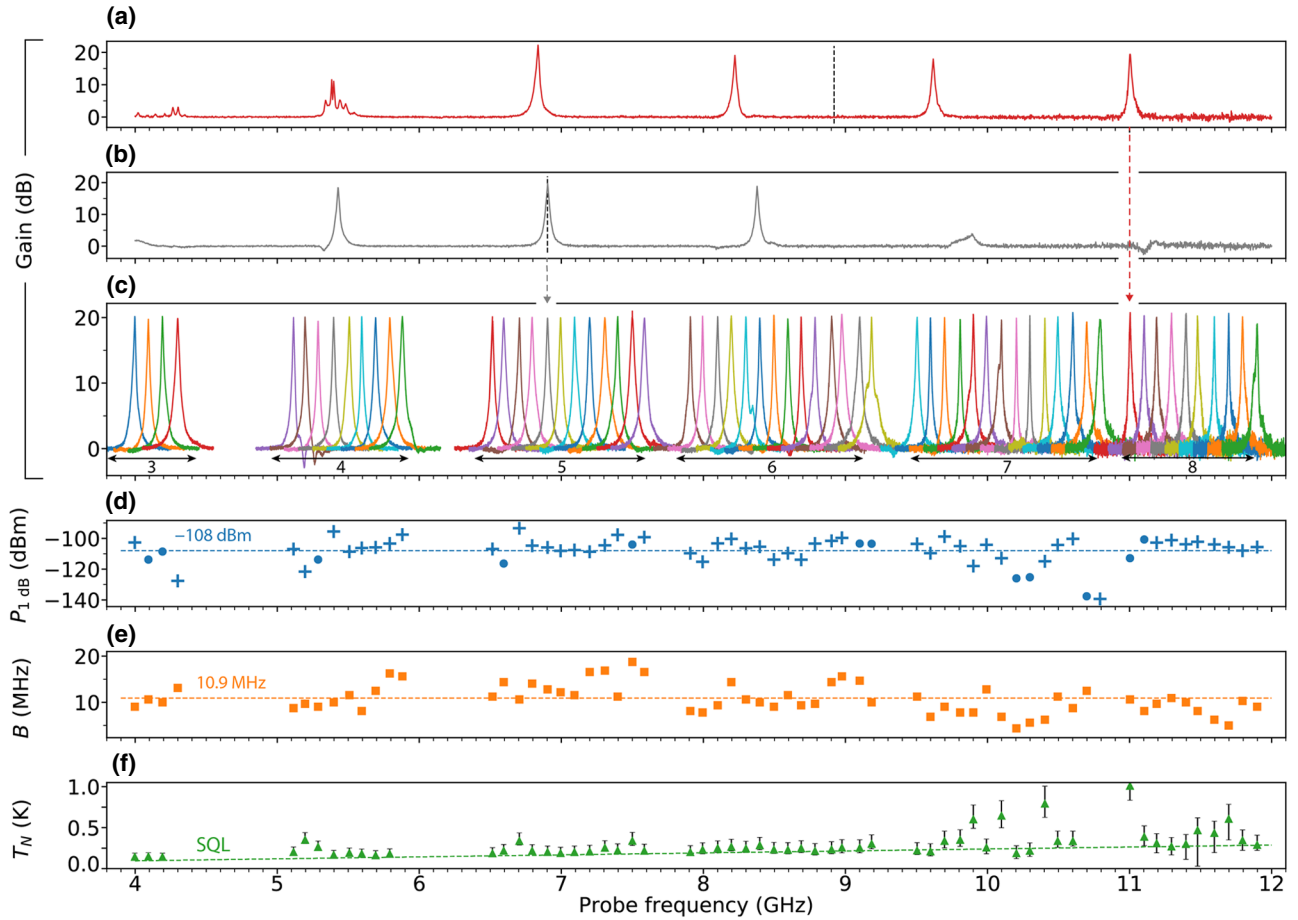 (a)
20
10
0
(b)
20
10
0
Gain (dB)
(c)
20
10
0
3
4
5
6
7
8
(d)
−100
−120
−140
P1 dB (dBm)
−108 dBm
(e)
20
10
B (MHz)
10.9 MHz
(f)
1.0
0.5
0.0
TN (K)
SQL
4
5
6
7
8
9
10
11
12
Probe frequency (GHz)